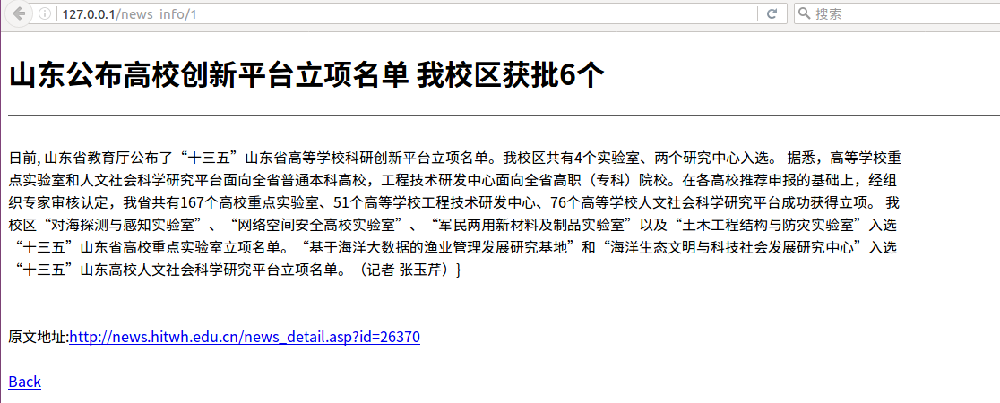 127.0.0.1/news_info/1
搜索
山东公布高校创新平台立项名单 我校区获批6个
日前, 山东省教育厅公布了“十三五”山东省高等学校科研创新平台立项名单。我校区共有4个实验室、两个研究中心入选。 据悉，高等学校重
点实验室和人文社会科学研究平台面向全省普通本科高校，工程技术研发中心面向全省高职（专科）院校。在各高校推荐申报的基础上，经组
织专家审核认定，我省共有167个高校重点实验室、51个高等学校工程技术研发中心、76个高等学校人文社会科学研究平台成功获得立项。 我
校区“对海探测与感知实验室”、“网络空间安全高校实验室”、“军民两用新材料及制品实验室”以及“土木工程结构与防灾实验室”入选
“十三五”山东省高校重点实验室立项名单。“基于海洋大数据的渔业管理发展研究基地”和“海洋生态文明与科技社会发展研究中心”入选
“十三五”山东高校人文社会科学研究平台立项名单。（记者 张玉芹）}
原文地址:http://news.hitwh.edu.cn/news_detail.asp?id=26370
Back